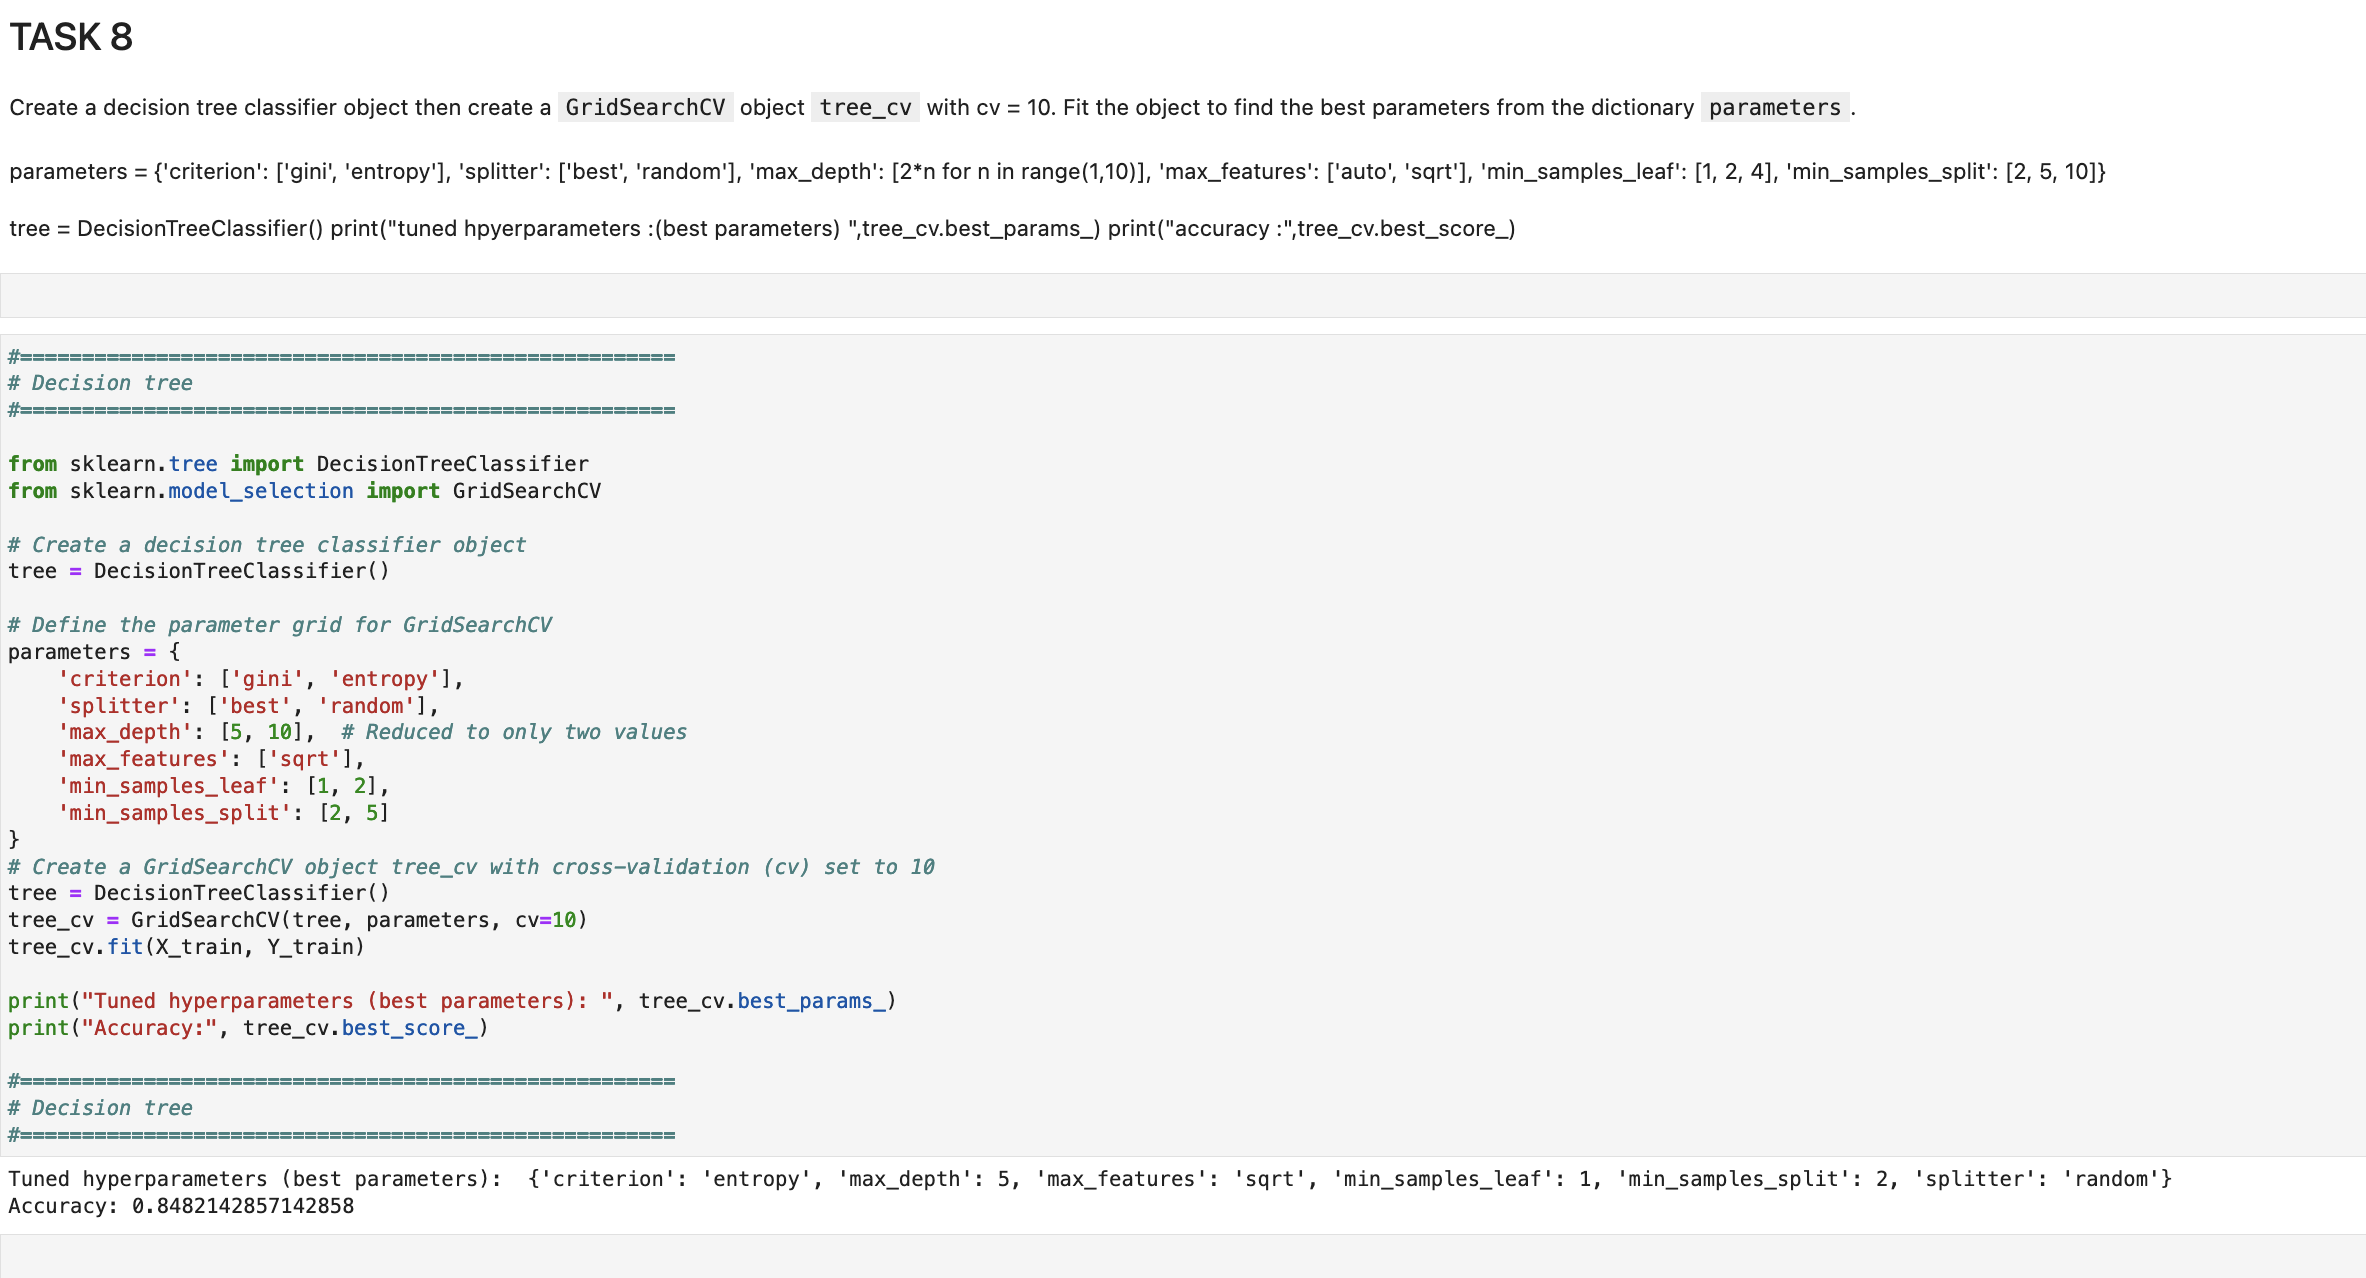 TASK 8
Create a decision tree classifier object then create a GridSearchCV object tree_cv with cv = 10. Fit the object to find the best parameters from the dictionary parameters .
parameters = {'criterion': ['gini', 'entropy'], 'splitter': ['best', 'random'], 'max_depth': [2*n for n in range(1,10)], 'max_features': ['auto', 'sqrt'], 'min_samples_leaf': [1, 2, 4], 'min_samples_split': [2, 5, 10]}
tree = DecisionTreeClassifier() print("tuned hpyerparameters :(best parameters) ",tree_cv.best_params_) print("accuracy :",tree_cv.best_score_)
#=====================================================
# Decision tree
#=====================================================
from sklearn.tree import DecisionTreeClassifier
from sklearn.model_selection import GridSearchCV
# Create a decision tree classifier object
tree = DecisionTreeClassifier()
# Define the parameter grid for GridSearchCV
parameters = {
    'criterion': ['gini', 'entropy'],
    'splitter': ['best', 'random'],
    'max_depth': [5, 10],  # Reduced to only two values
    'max_features': ['sqrt'],
    'min_samples_leaf': [1, 2],
    'min_samples_split': [2, 5]
}
# Create a GridSearchCV object tree_cv with cross-validation (cv) set to 10
tree = DecisionTreeClassifier()
tree_cv = GridSearchCV(tree, parameters, cv=10)
tree_cv.fit(X_train, Y_train)
print("Tuned hyperparameters (best parameters): ", tree_cv.best_params_)
print("Accuracy:", tree_cv.best_score_)
#=====================================================
# Decision tree
#=====================================================
Tuned hyperparameters (best parameters):  {'criterion': 'entropy', 'max_depth': 5, 'max_features': 'sqrt', 'min_samples_leaf': 1, 'min_samples_split': 2, 'splitter': 'random'}
Accuracy: 0.8482142857142858